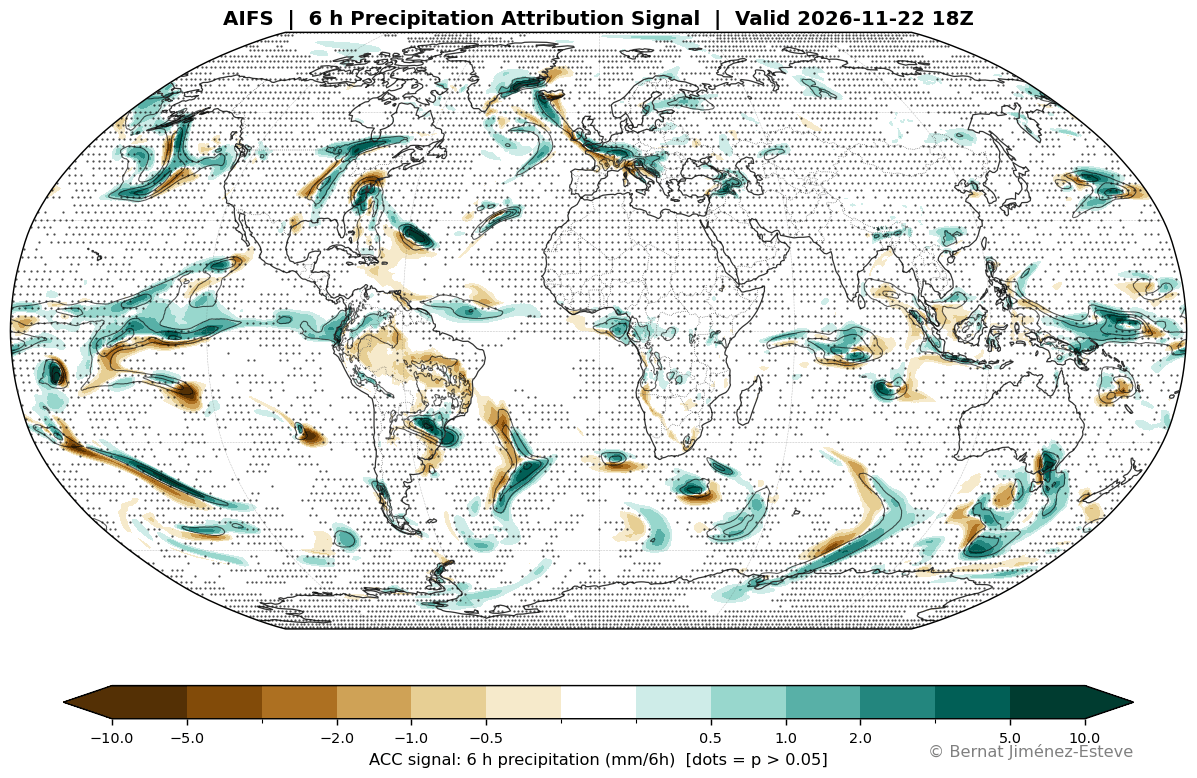 AIFS | 6 h Precipitation Attribution Signal | Valid 2026-11-22 18Z
−10.0 −5.0 −2.0 −1.0 −0.5 0.5 1.0 2.0 5.0 10.0
ACC signal: 6 h precipitation (mm/6h) [dots = p > 0.05]
© Bernat Jiménez-Esteve